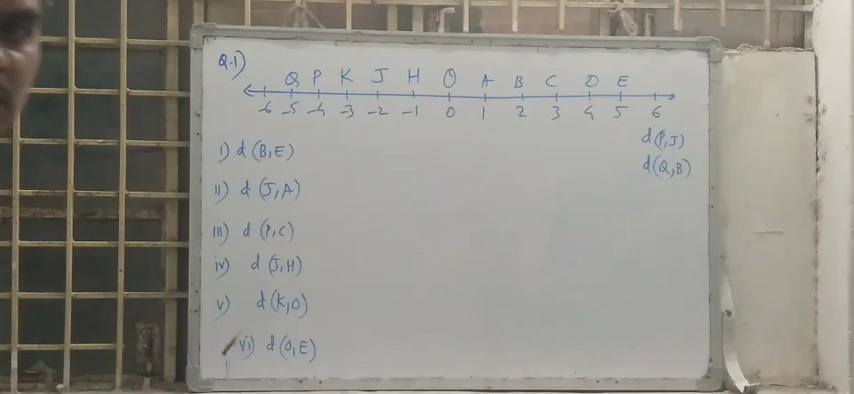 Q.1)
Q P K J H O A B C D E
-6 -5 -4 -3 -2 -1 0 1 2 3 4 5 6
d(P,J)
i) d(B,E)
d(Q,B)
ii) d(J,A)
iii) d(P,C)
iv) d(J,H)
v) d(K,O)
vi) d(O,E)